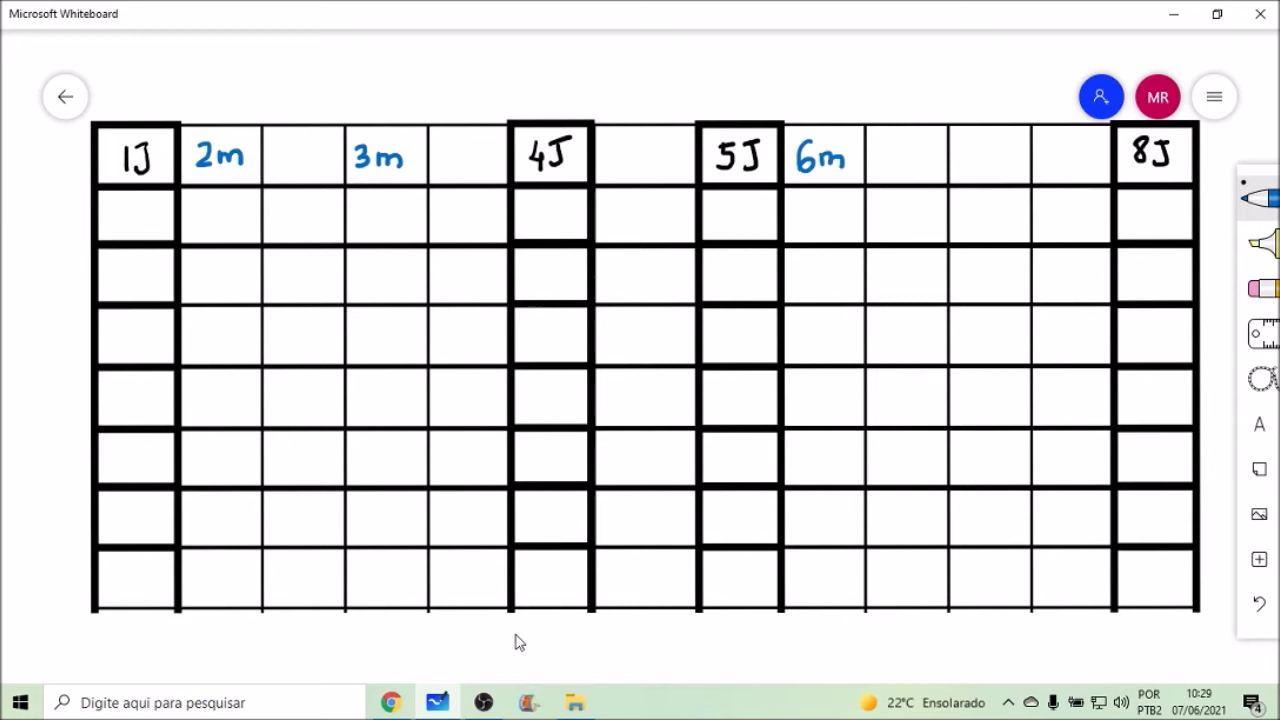 Microsoft Whiteboard
MR
1J 2m 3m 4J 5J 6m 8J
A
Digite aqui para pesquisar
22°C Ensolarado
POR
PTB2
10:29
07/06/2021
4